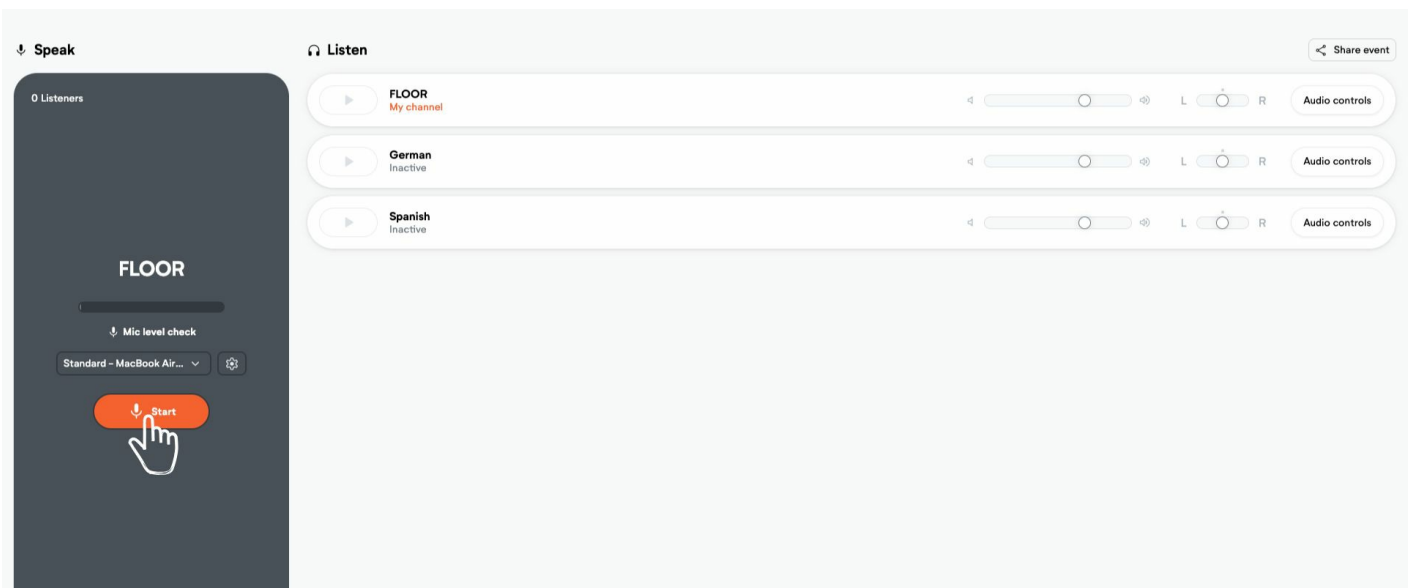 Speak
0 Listeners
FLOOR
Mic level check
Standard - MacBook Air...
Start
Listen
Share event
FLOOR
My channel
L R
Audio controls
German
Inactive
L R
Audio controls
Spanish
Inactive
L R
Audio controls